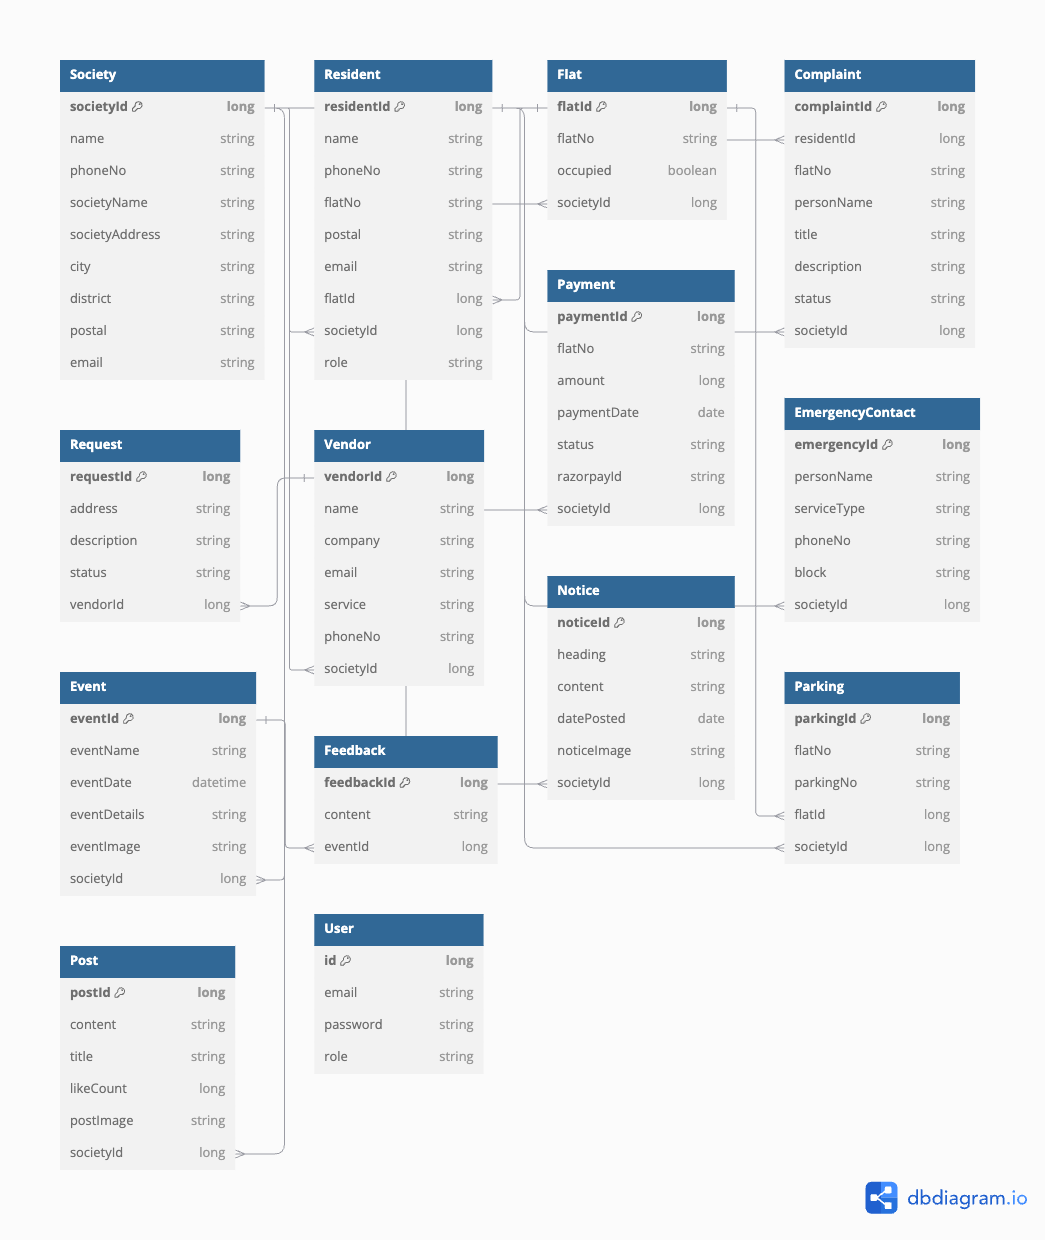 Society
societyId long
name string
phoneNo string
societyName string
societyAddress string
city string
district string
postal string
email string
Resident
residentId long
name string
phoneNo string
flatNo string
postal string
email string
flatId long
societyId long
role string
Flat
flatId long
flatNo string
occupied boolean
societyId long
Complaint
complaintId long
residentId long
flatNo string
personName string
title string
description string
status string
societyId long
Payment
paymentId long
flatNo string
amount long
paymentDate date
status string
razorpayId string
societyId long
EmergencyContact
emergencyId long
personName string
serviceType string
phoneNo string
block string
societyId long
Request
requestId long
address string
description string
status string
vendorId long
Vendor
vendorId long
name string
company string
email string
service string
phoneNo string
societyId long
Notice
noticeId long
heading string
content string
datePosted date
noticeImage string
societyId long
Event
eventId long
eventName string
eventDate datetime
eventDetails string
eventImage string
societyId long
Feedback
feedbackId long
content string
eventId long
Parking
parkingId long
flatNo string
parkingNo string
flatId long
societyId long
User
id long
email string
password string
role string
Post
postId long
content string
title string
likeCount long
postImage string
societyId long
dbdiagram.io